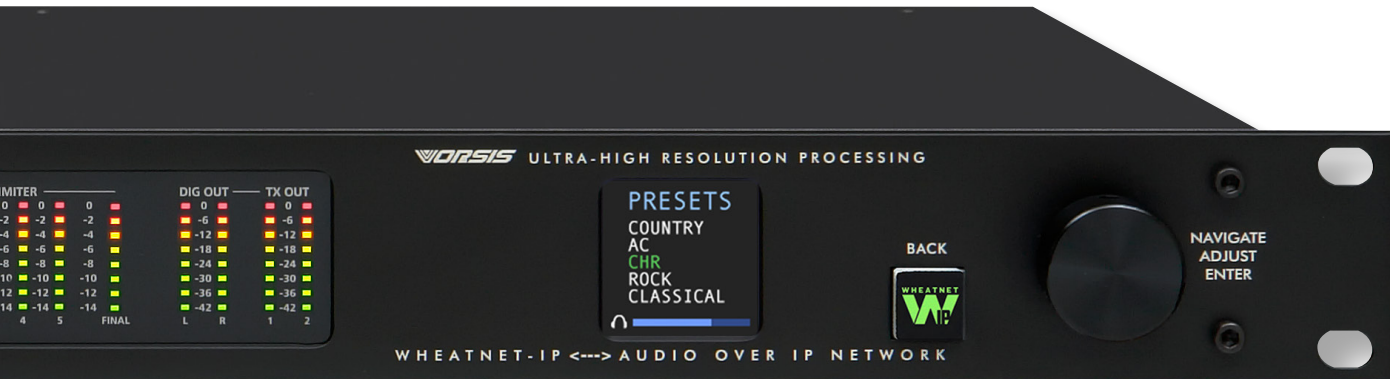 VORSIS ULTRA-HIGH RESOLUTION PROCESSING
DIG OUT TX OUT
0 0 0 0 0
-2 -4 -2 -6 -6
-4 -4 -4 -12 -12
-6 -6 -6 -18 -18
-8 -8 -8 -24 -24
-10 -10 -10 -30 -30
-12 -12 -12 -36 -36
-14 -14 -14 -42 -42
4 5 FINAL L R 1 2
PRESETS
COUNTRY
AC
CHR
ROCK
CLASSICAL
BACK
WHEATNET
W IP
NAVIGATE
ADJUST
ENTER
WHEATNET-IP <---> AUDIO OVER IP NETWORK